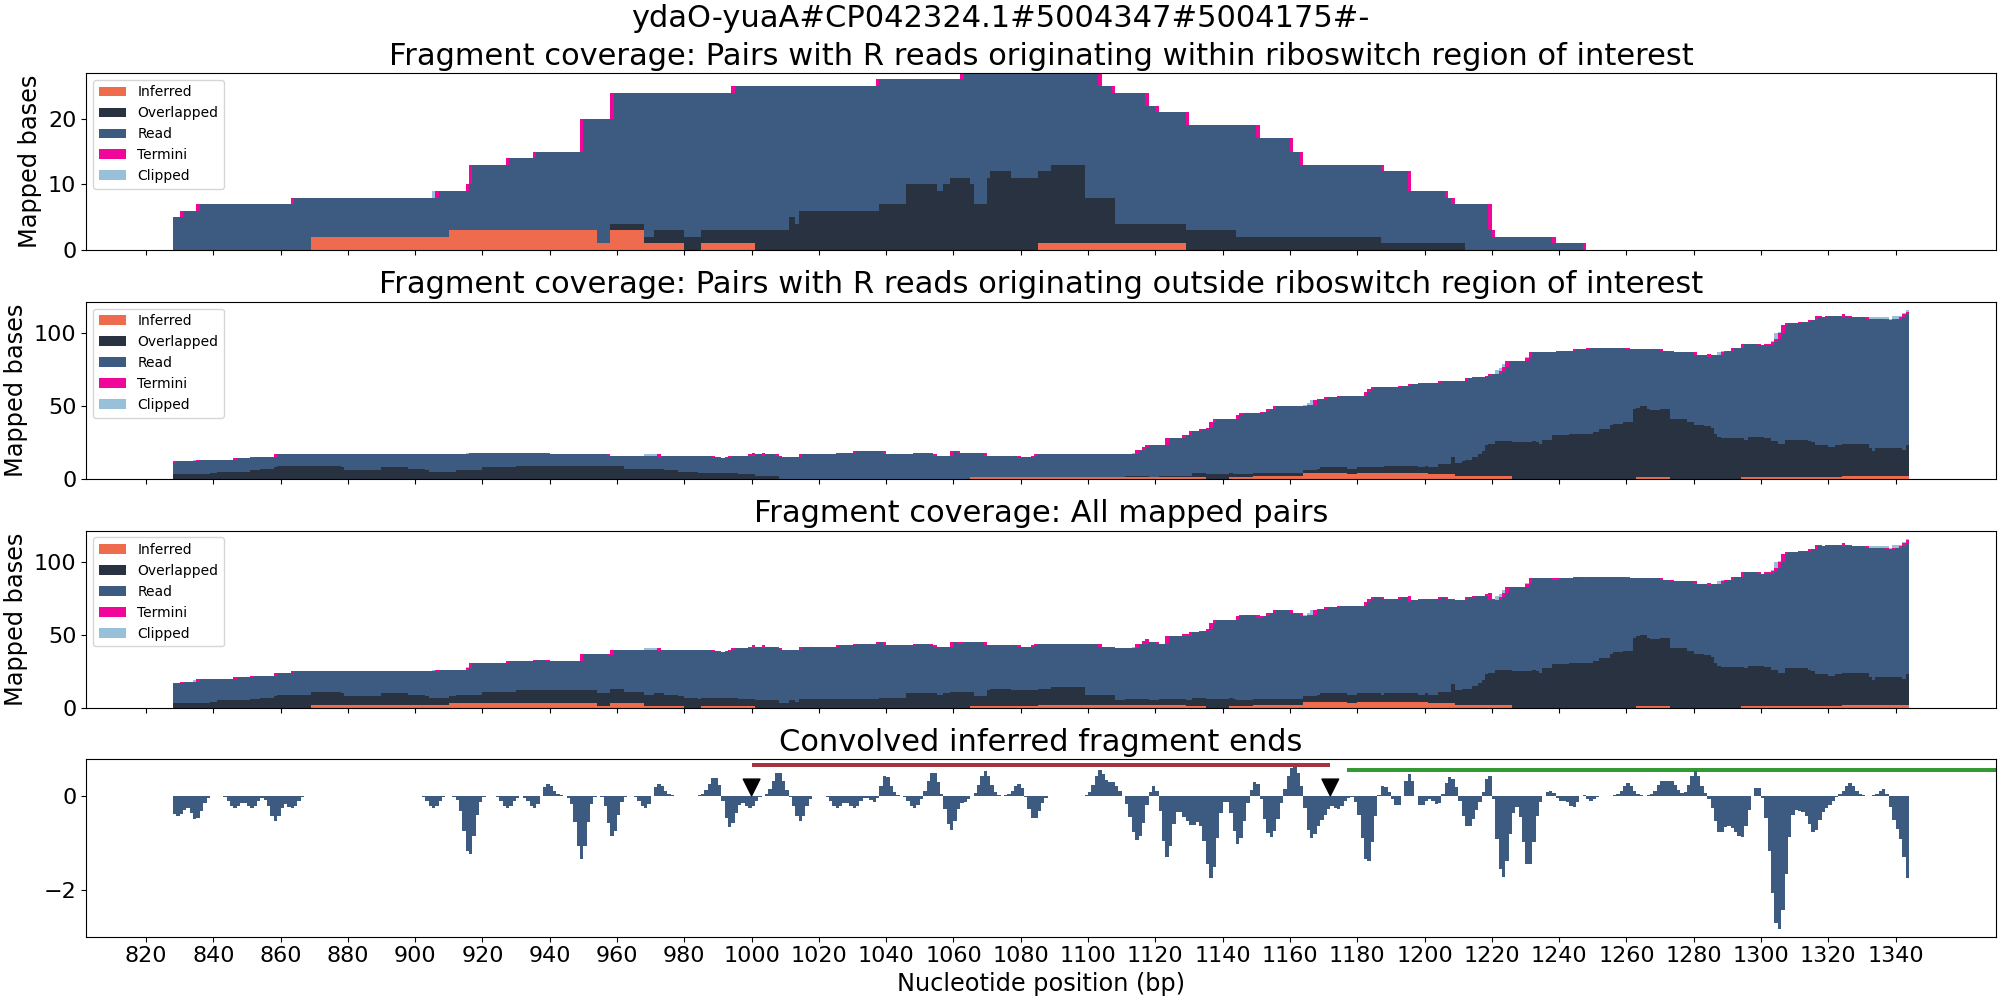 ydaO-yuaA#CP042324.1#5004347#5004175#-
Fragment coverage: Pairs with R reads originating within riboswitch region of interest
Mapped bases
20
10
0
Inferred
Overlapped
Read
Termini
Clipped
Fragment coverage: Pairs with R reads originating outside riboswitch region of interest
Mapped bases
100
50
0
Inferred
Overlapped
Read
Termini
Clipped
Fragment coverage: All mapped pairs
Mapped bases
100
50
0
Inferred
Overlapped
Read
Termini
Clipped
Convolved inferred fragment ends
0
−2
820 840 860 880 900 920 940 960 980 1000 1020 1040 1060 1080 1100 1120 1140 1160 1180 1200 1220 1240 1260 1280 1300 1320 1340
Nucleotide position (bp)